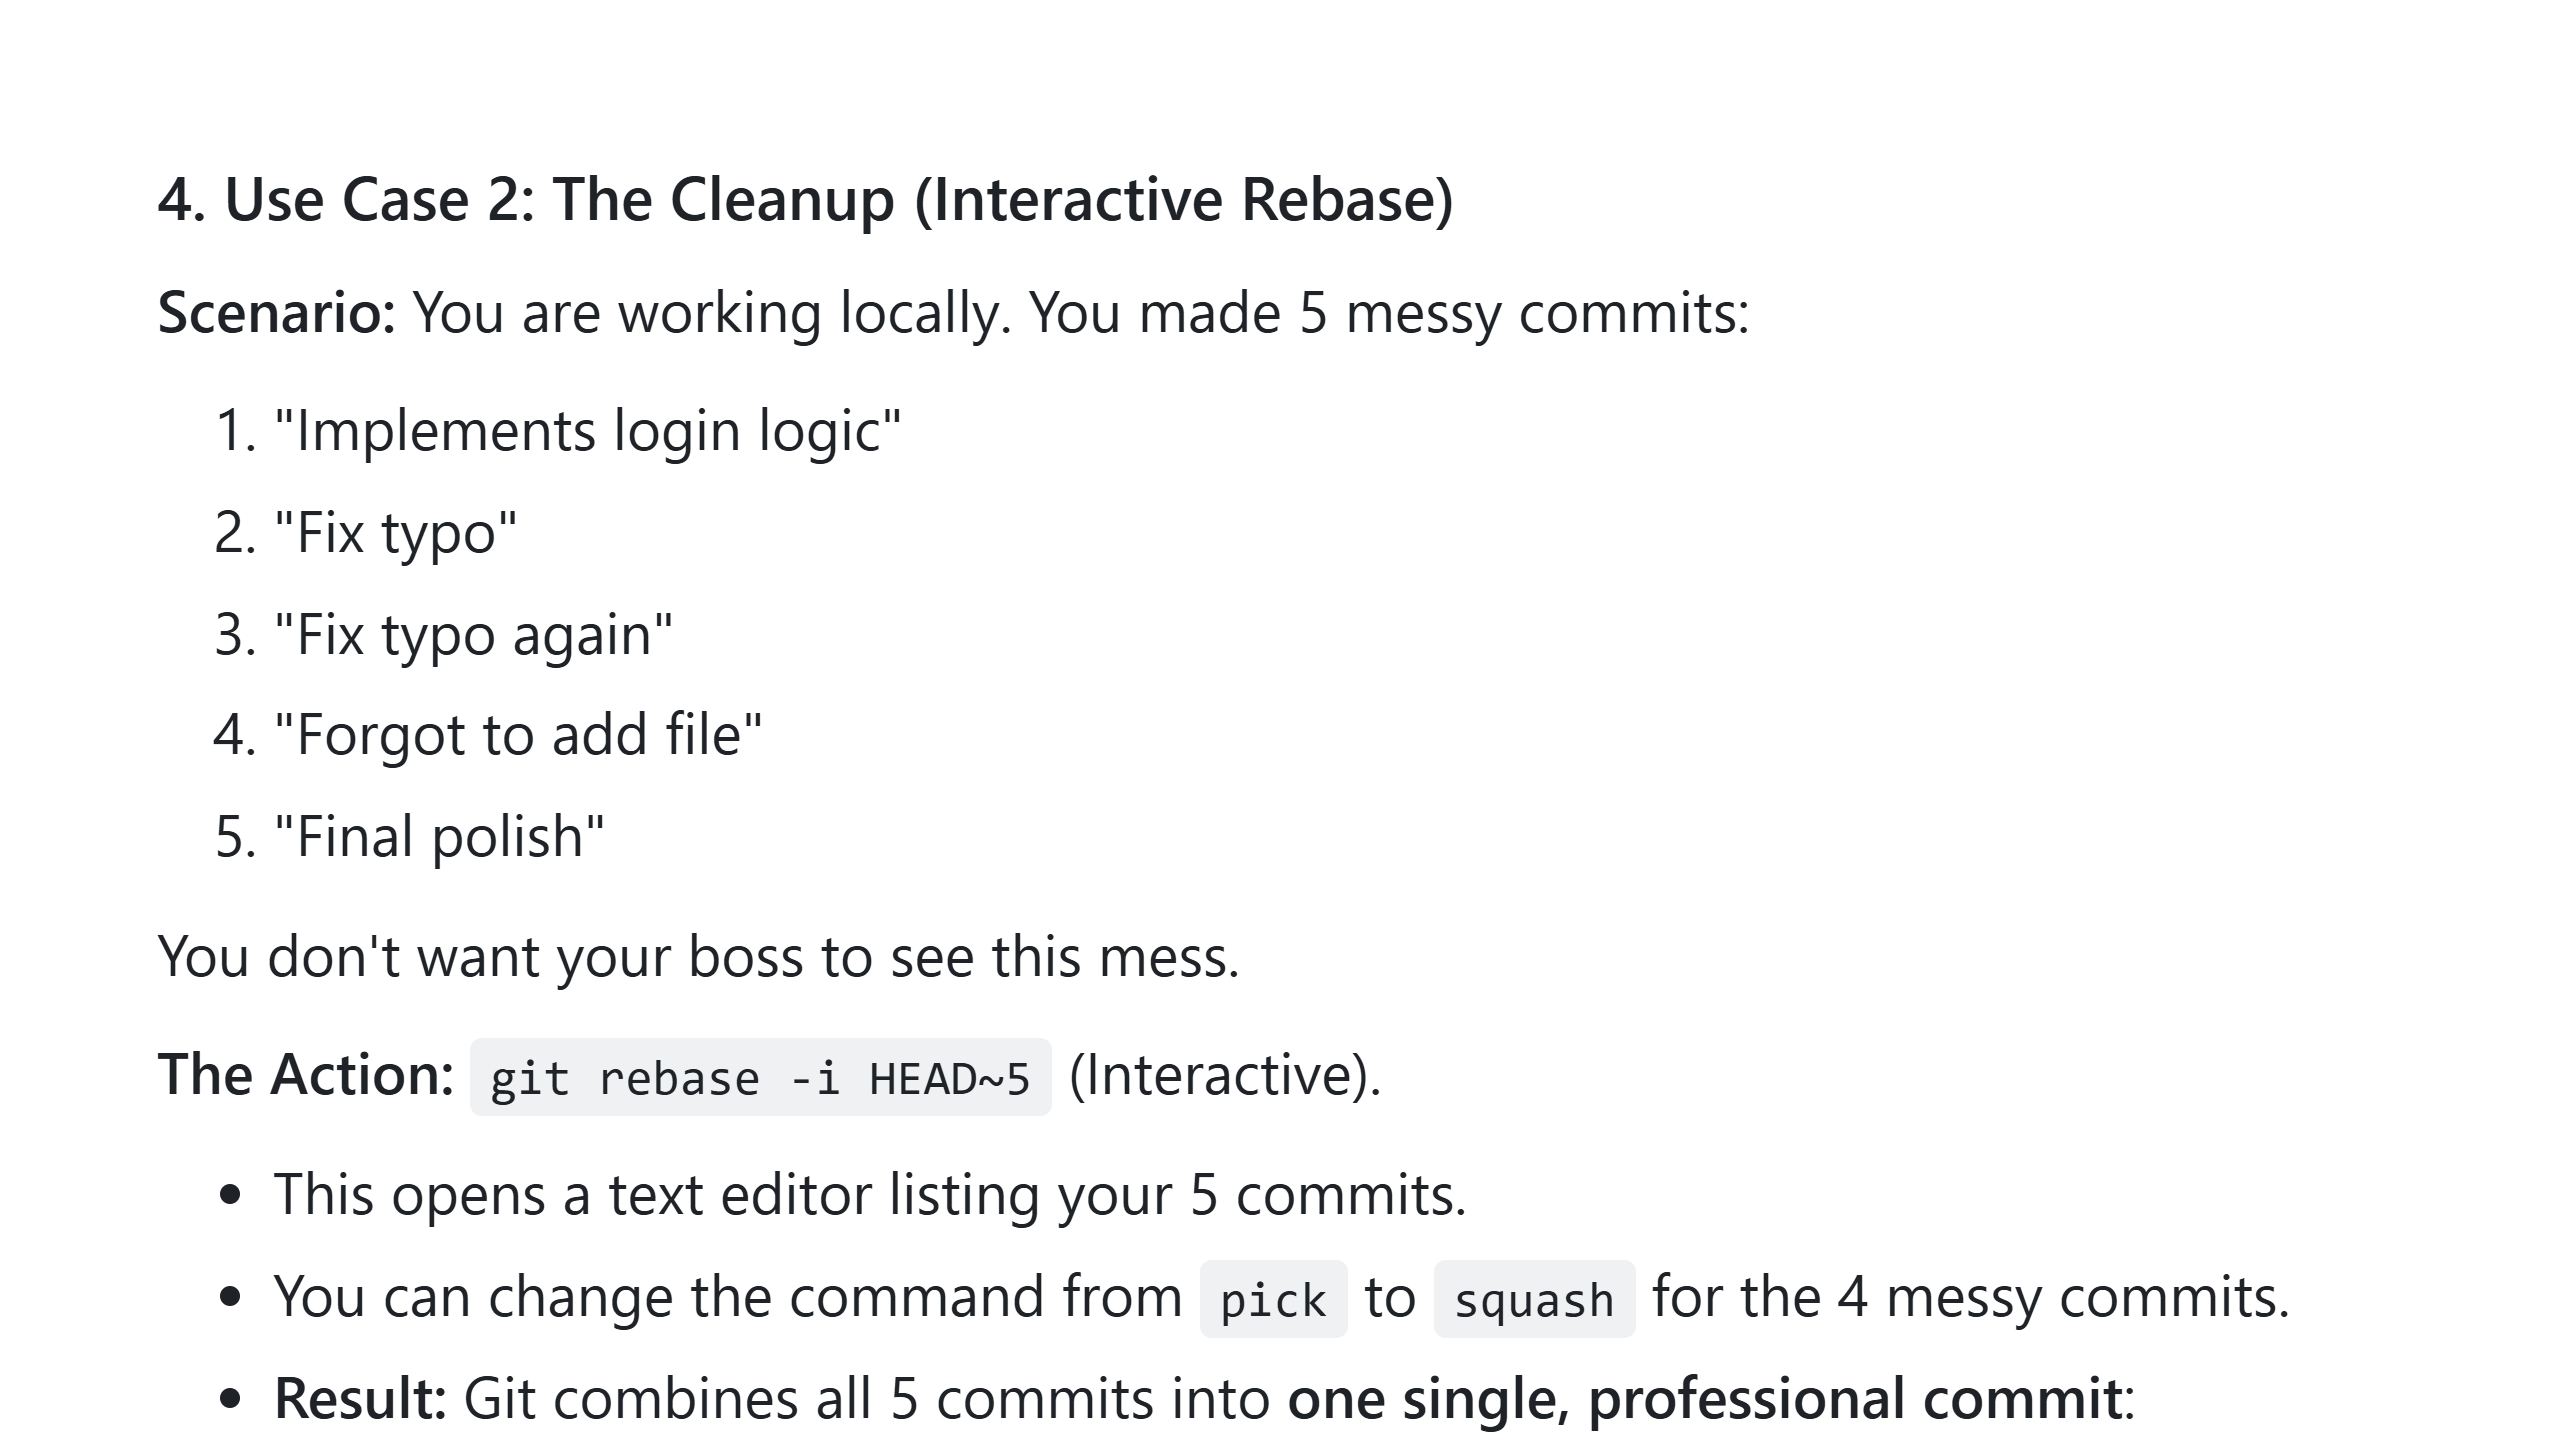 4. Use Case 2: The Cleanup (Interactive Rebase)
Scenario: You are working locally. You made 5 messy commits:
1. "Implements login logic"
2. "Fix typo"
3. "Fix typo again"
4. "Forgot to add file"
5. "Final polish"
You don't want your boss to see this mess.
The Action: git rebase -i HEAD~5 (Interactive).
• This opens a text editor listing your 5 commits.
• You can change the command from pick to squash for the 4 messy commits.
• Result: Git combines all 5 commits into one single, professional commit: